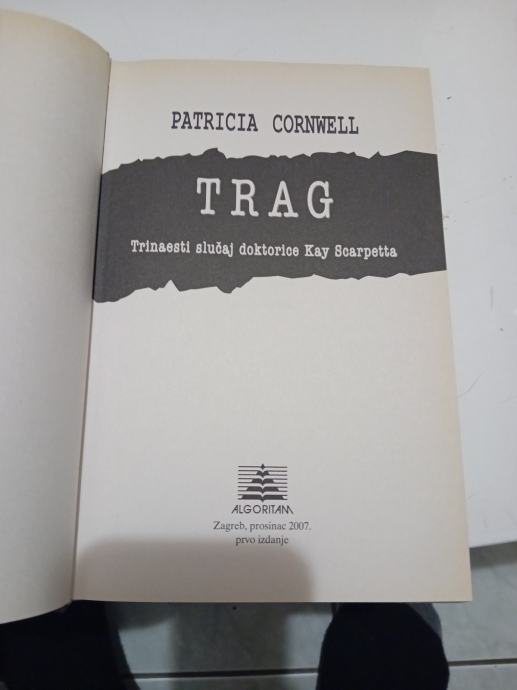 PATRICIA CORNWELL
TRAG
Trinaesti slučaj doktorice Kay Scarpetta
ALGORITAM
Zagreb, prosinac 2007.
prvo izdanje